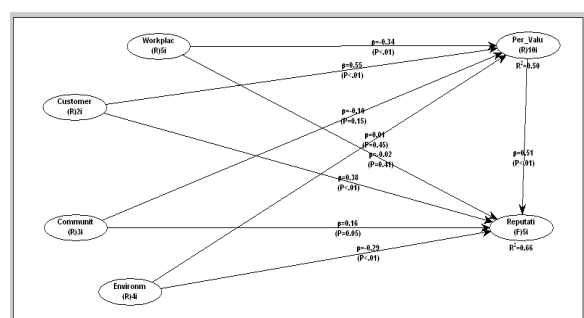 Workplac
(R)5i
Per_Valu
(R)10i
R²=0.50
β=-0.34
(P<.01)
β=0.55
(P<.01)
Customer
(R)2i
β=-0.10
(P=0.15)
β=0.01
(P=0.45)
β=-0.02
(P=0.41)
β=0.51
(P<.01)
β=0.38
(P<.01)
Communit
(R)3i
β=0.16
(P=0.05)
Reputati
(F)5i
R²=0.66
β=-0.29
(P<.01)
Environm
(R)4i